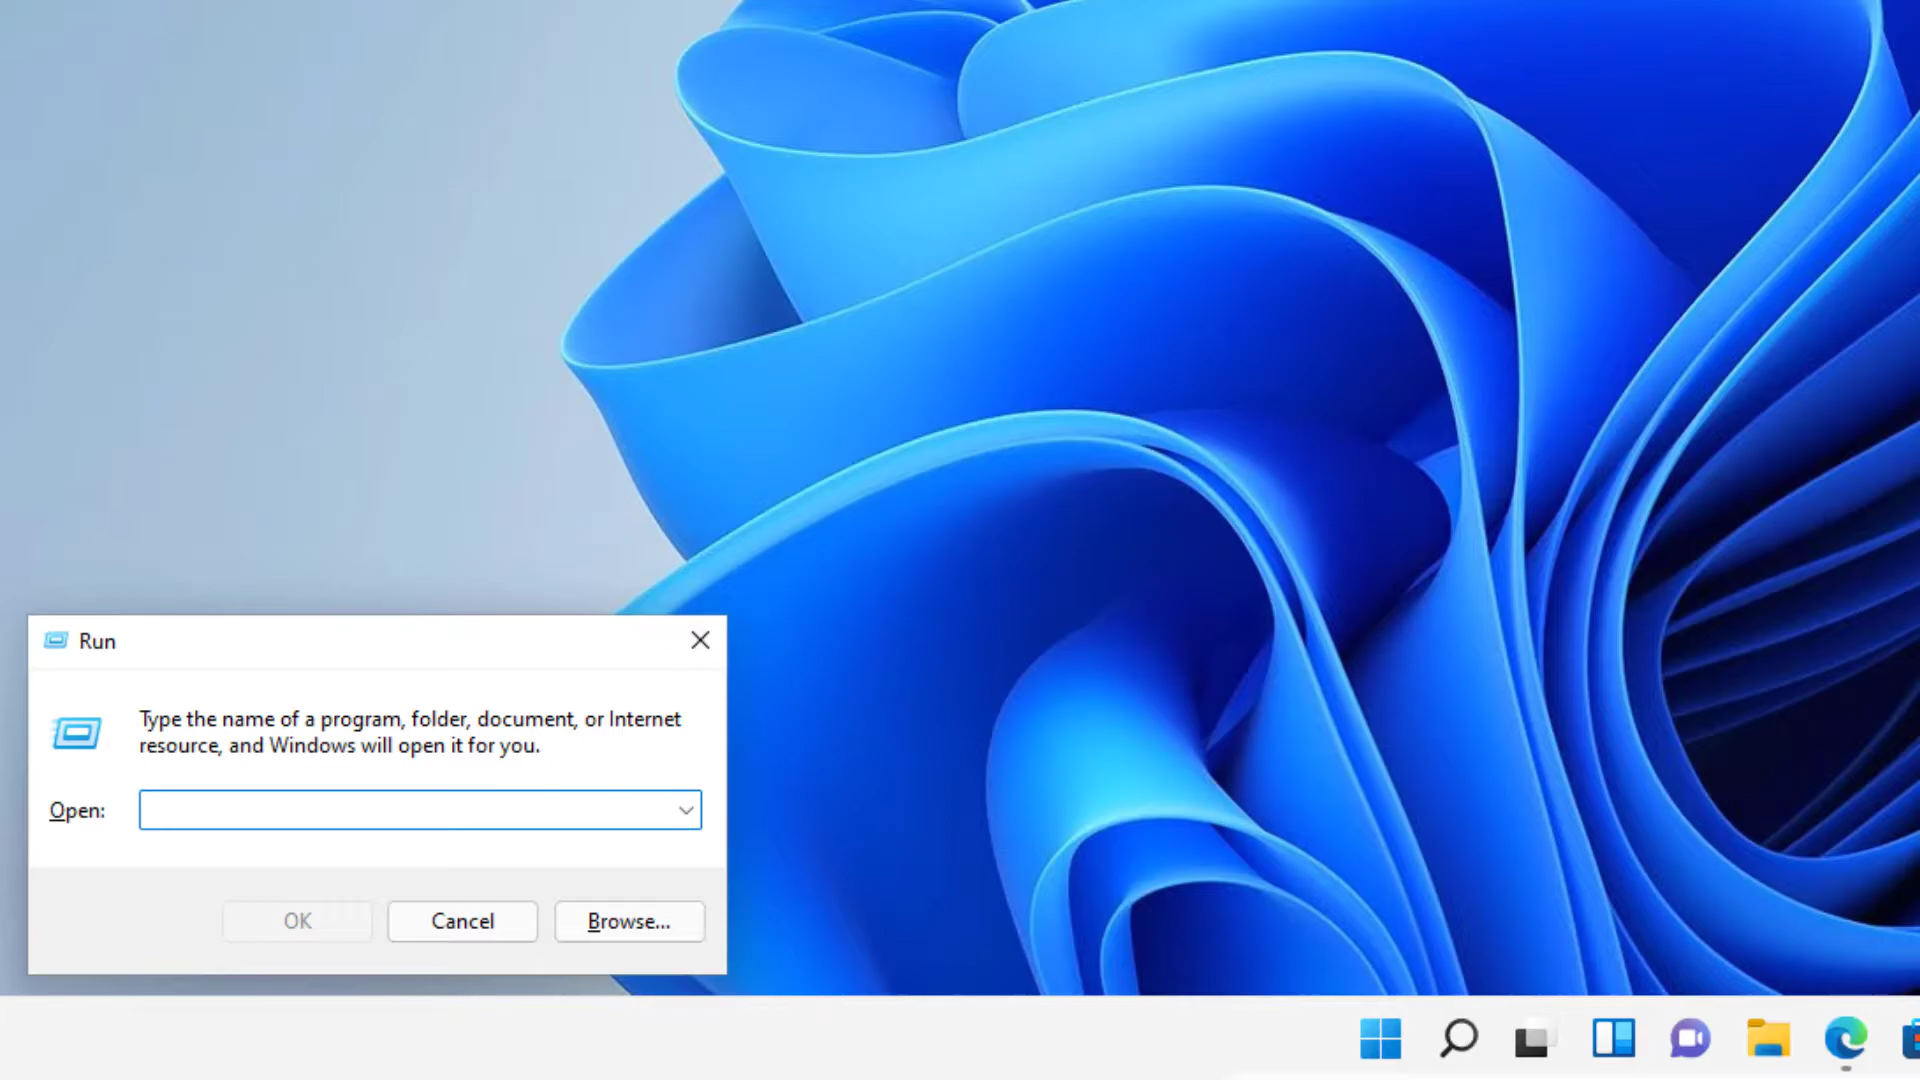 Run
Type the name of a program, folder, document, or Internet
resource, and Windows will open it for you.
Open:
OK
Cancel
Browse...